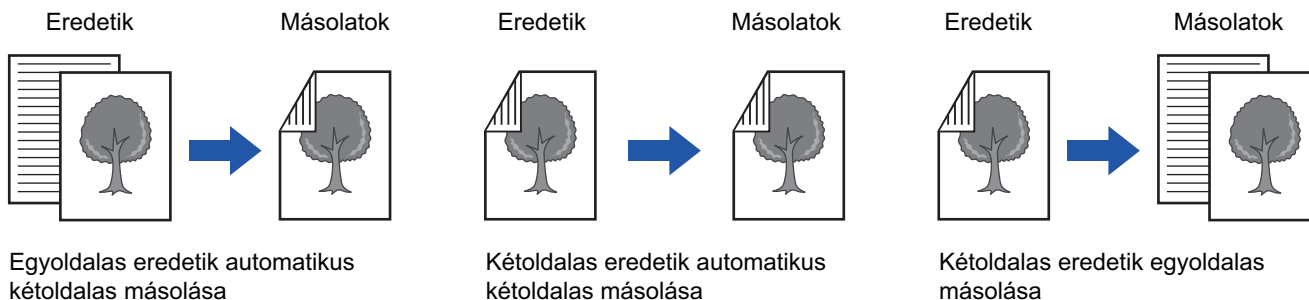 Eredetik Másolatok Eredetik Másolatok Eredetik Másolatok
Egyoldalas eredetik automatikus
kétoldalas másolása
Kétoldalas eredetik automatikus
kétoldalas másolása
Kétoldalas eredetik egyoldalas
másolása